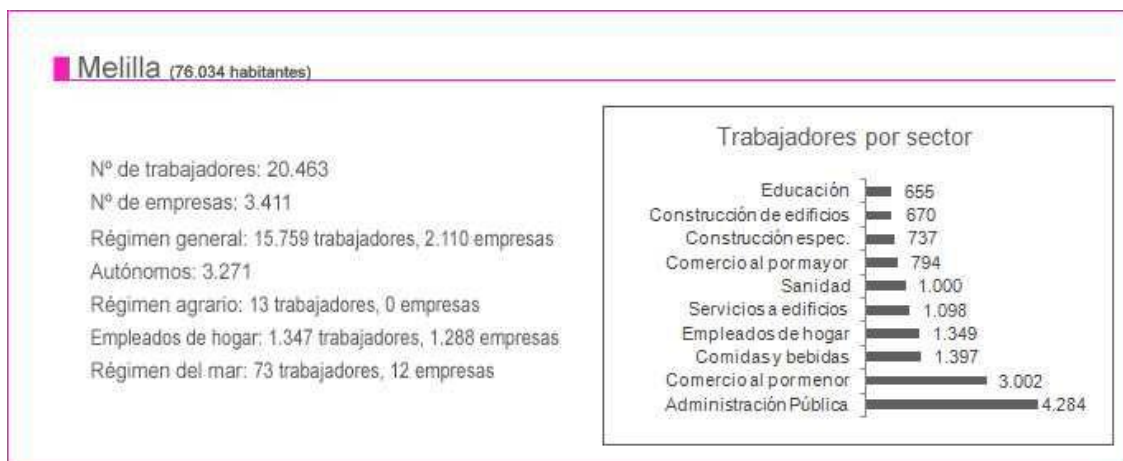 Melilla (76.034 habitantes)
Nº de trabajadores: 20.463
Nº de empresas: 3.411
Régimen general: 15.759 trabajadores, 2.110 empresas
Autónomos: 3.271
Régimen agrario: 13 trabajadores, 0 empresas
Empleados de hogar: 1.347 trabajadores, 1.288 empresas
Régimen del mar: 73 trabajadores, 12 empresas
Trabajadores por sector
Educación 655
Construcción de edificios 670
Construcción espec. 737
Comercio al por mayor 794
Sanidad 1.000
Servicios a edificios 1.098
Empleados de hogar 1.349
Comidas y bebidas 1.397
Comercio al por menor 3.002
Administración Pública 4.284